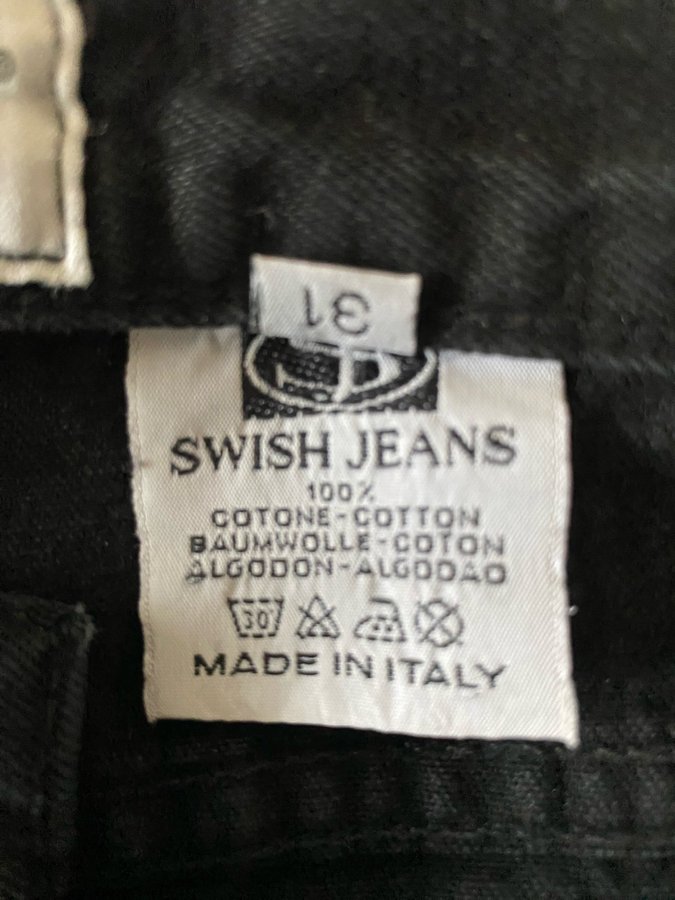 31
SWISH JEANS
100%
COTONE-COTTON
BAUMWOLLE-COTON
ALGODON-ALGODAO
30°
MADE IN ITALY